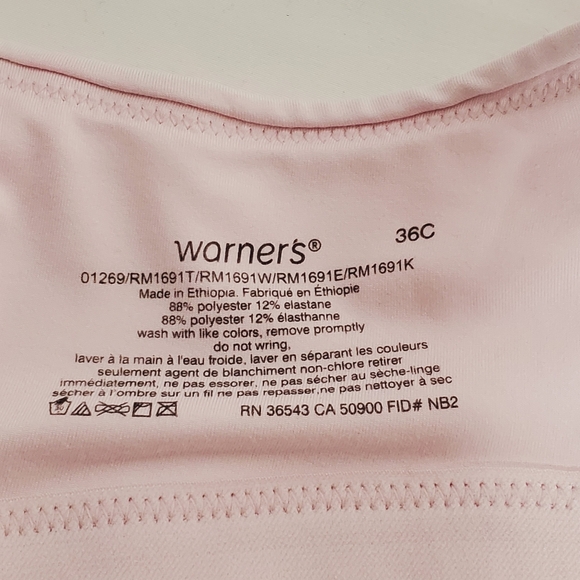 warner's®
36C
01269/RM1691T/RM1691W/RM1691E/RM1691K
Made in Ethiopia. Fabriqué en Éthiopie
88% polyester 12% elastane
88% polyester 12% élasthanne
wash with like colors, remove promptly
do not wring,
laver à la main à l'eau froide, laver en séparant les couleurs
seulement agent de blanchiment non-chlore retirer
immédiatement, ne pas essorer, ne pas sécher au sèche-linge
sécher à l'ombre sur un fil ne pas repasser,ne pas nettoyer à sec
RN 36543 CA 50900 FID# NB2